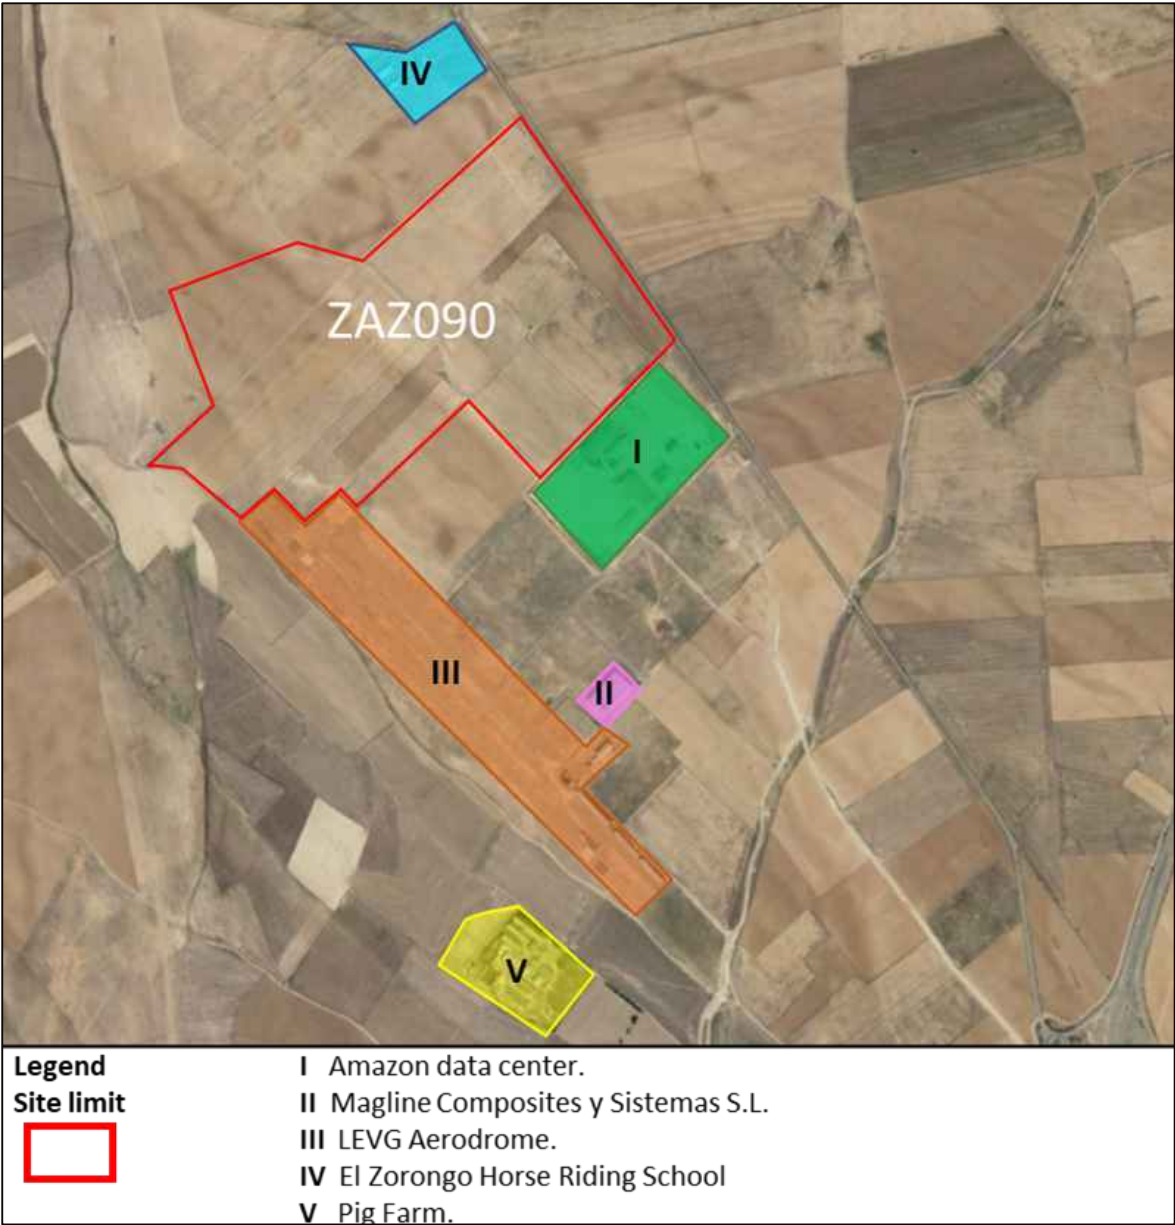 IV
ZAZ090
I
III
II
V
Legend
I Amazon data center.
Site limit
II Magline Composites y Sistemas S.L.
III LEVG Aerodrome.
IV El Zorongo Horse Riding School
V Pig Farm.